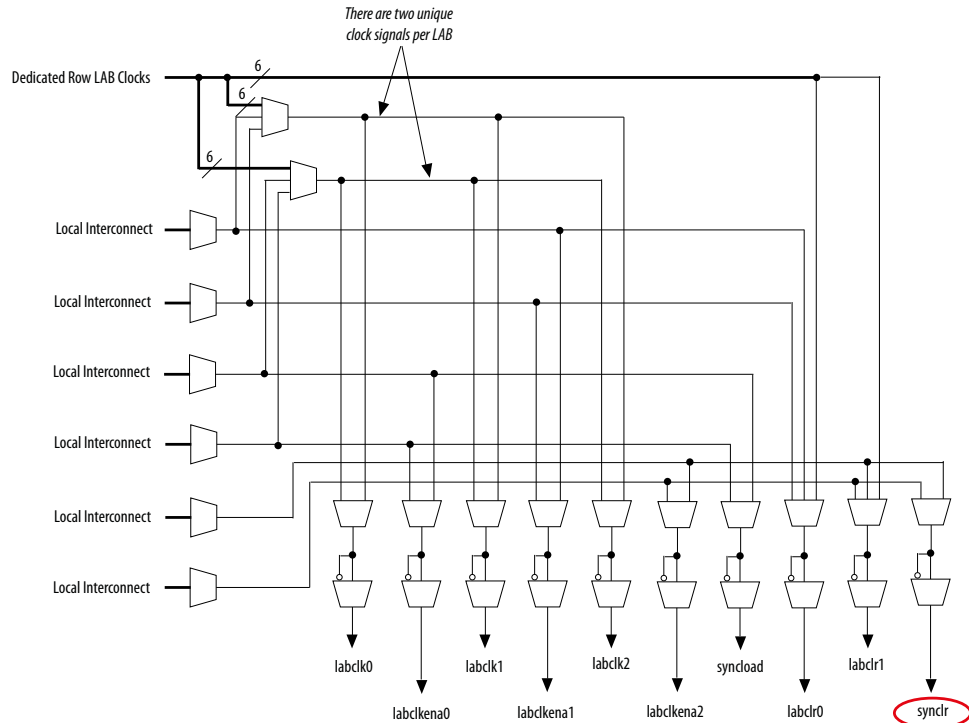 There are two unique
clock signals per LAB
Dedicated Row LAB Clocks
6
6
6
Local Interconnect
Local Interconnect
Local Interconnect
Local Interconnect
Local Interconnect
Local Interconnect
labclk0
labclk1
labclk2
syncload
labclr1
labclkena0
labclkena1
labclkena2
labclr0
synclr